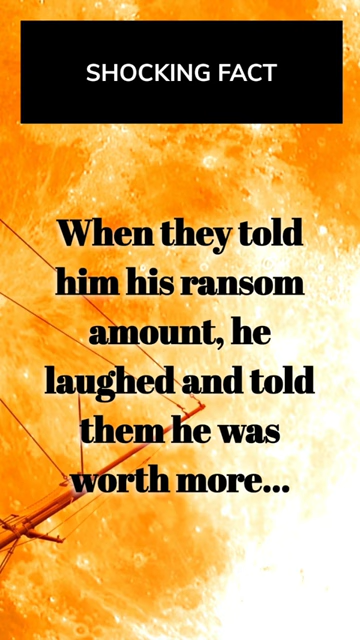 SHOCKING FACT
When they told
him his ransom
amount, he
laughed and told
them he was
worth more...